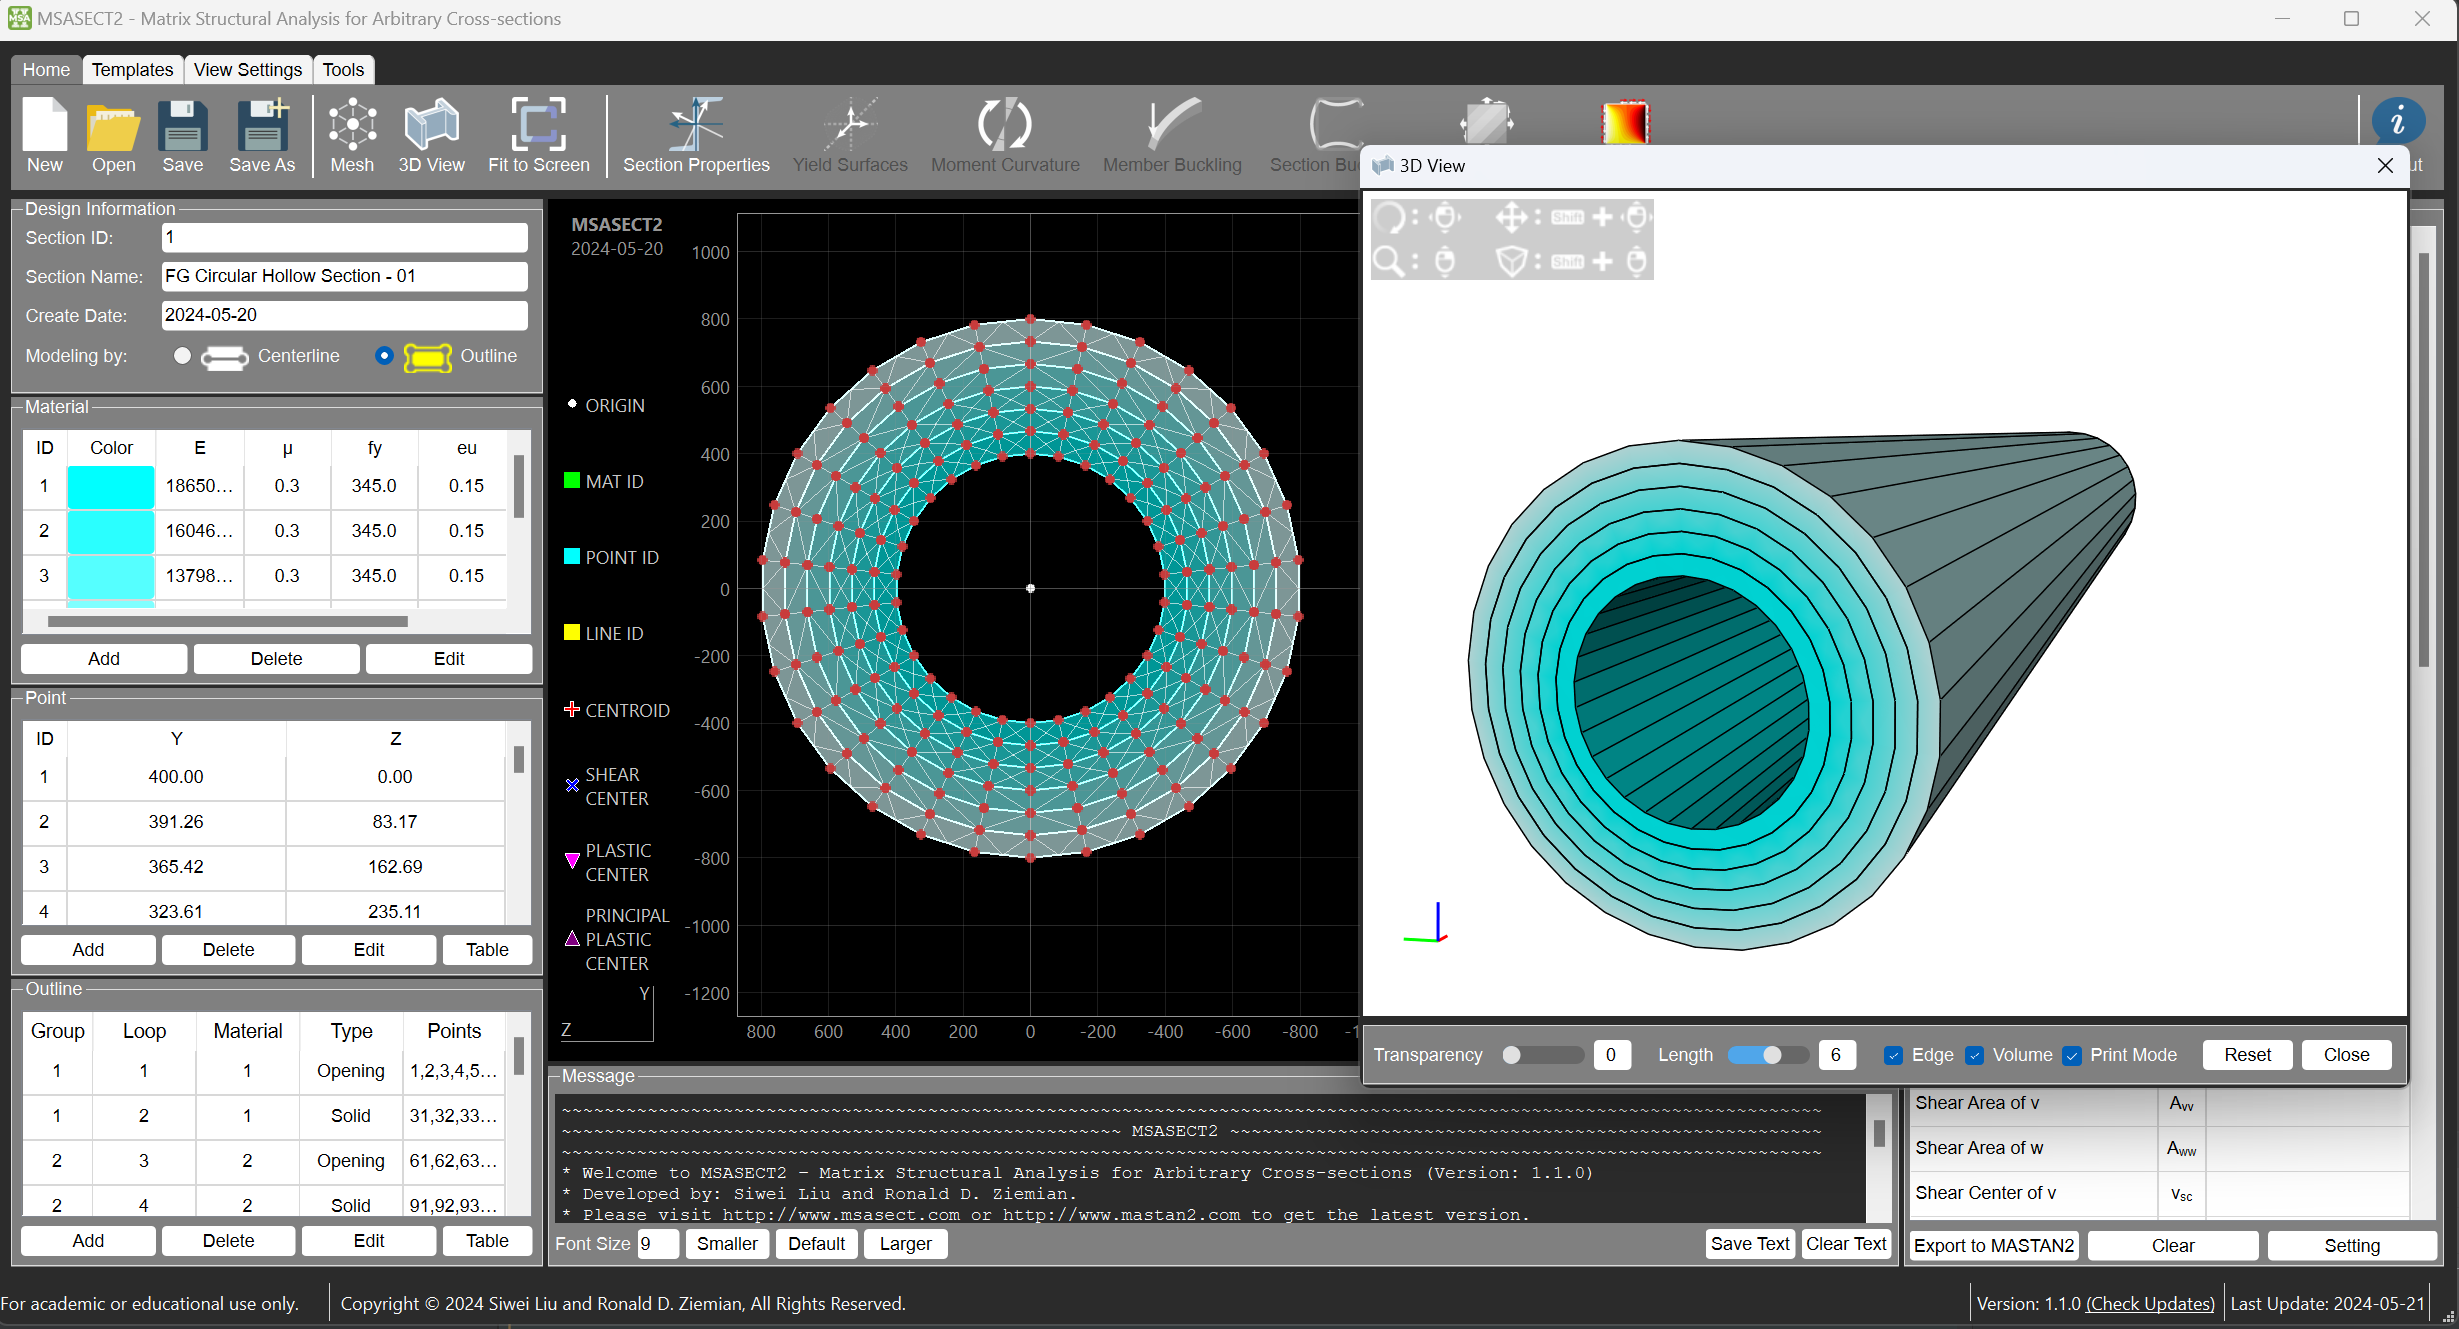 MSASECT2 - Matrix Structural Analysis for Arbitrary Cross-sections
Home Templates View Settings Tools
New Open Save Save As Mesh 3D View Fit to Screen Section Properties Yield Surfaces Moment Curvature Member Buckling Section
Design Information
Section ID: 1
Section Name: FG Circular Hollow Section - 01
Create Date: 2024-05-20
Modeling by: Centerline Outline
Material
ID Color E μ fy eu
1 18650... 0.3 345.0 0.15
2 16046... 0.3 345.0 0.15
3 13798... 0.3 345.0 0.15
Add Delete Edit
Point
ID Y Z
1 400.00 0.00
2 391.26 83.17
3 365.42 162.69
4 323.61 235.11
Add Delete Edit Table
Outline
Group Loop Material Type Points
1 1 1 Opening 1,2,3,4,5...
1 2 1 Solid 31,32,33...
2 3 2 Opening 61,62,63...
2 4 2 Solid 91,92,93...
Add Delete Edit Table
MSASECT2
2024-05-20
ORIGIN
MAT ID
POINT ID
LINE ID
CENTROID
SHEAR
CENTER
PLASTIC
CENTER
PRINCIPAL
PLASTIC
CENTER
Y
Z
1000
800
600
400
200
0
-200
-400
-600
-800
-1000
-1200
800 600 400 200 0 -200 -400 -600 -800
3D View
: : Shift +
: : Shift +
Transparency 0 Length 6 Edge Volume Print Mode Reset Close
Message
~~~~~~~~~~~~~~~~~~~~~~~~~~~~~~~~~~~~~~~~~~~~~~~~~~~~~~~~~~~~~~~~
~~~~~~~~~~~~~~~~~~~~~~~~~~~~ MSASECT2 ~~~~~~~~~~~~~~~~~~~~~~~~~~~~
~~~~~~~~~~~~~~~~~~~~~~~~~~~~~~~~~~~~~~~~~~~~~~~~~~~~~~~~~~~~~~~~
* Welcome to MSASECT2 - Matrix Structural Analysis for Arbitrary Cross-sections (Version: 1.1.0)
* Developed by: Siwei Liu and Ronald D. Ziemian.
* Please visit http://www.msasect.com or http://www.mastan2.com to get the latest version.
Font Size 9 Smaller Default Larger Save Text Clear Text
Shear Area of v Avv
Shear Area of w Aww
Shear Center of v vsc
Export to MASTAN2 Clear Setting
For academic or educational use only. Copyright © 2024 Siwei Liu and Ronald D. Ziemian, All Rights Reserved. Version: 1.1.0 (Check Updates) Last Update: 2024-05-21